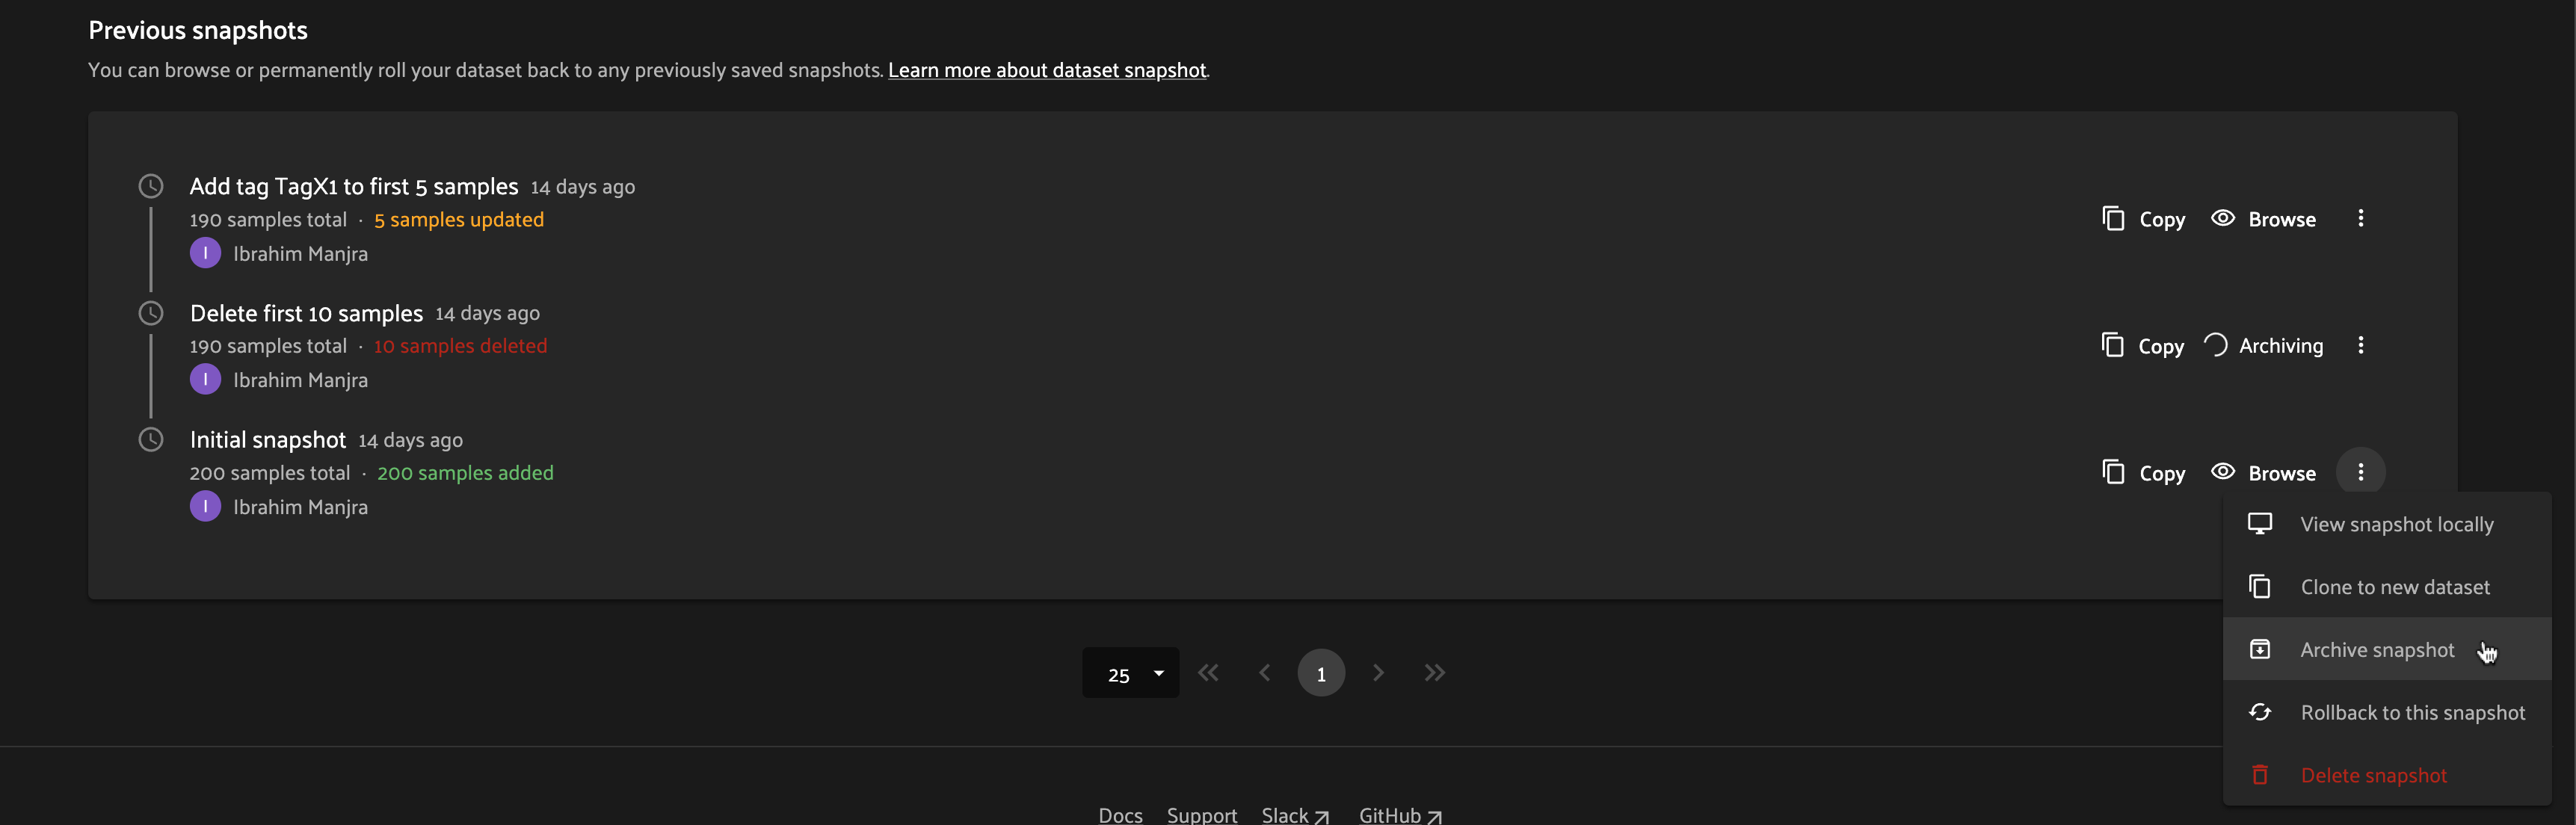 Previous snapshots
You can browse or permanently roll your dataset back to any previously saved snapshots. Learn more about dataset snapshot.
Add tag TagX1 to first 5 samples 14 days ago
190 samples total · 5 samples updated
I Ibrahim Manjra
Copy Browse
Delete first 10 samples 14 days ago
190 samples total · 10 samples deleted
I Ibrahim Manjra
Copy Archiving
Initial snapshot 14 days ago
200 samples total · 200 samples added
I Ibrahim Manjra
Copy Browse
View snapshot locally
Clone to new dataset
Archive snapshot
Rollback to this snapshot
Delete snapshot
25 1
Docs Support Slack GitHub